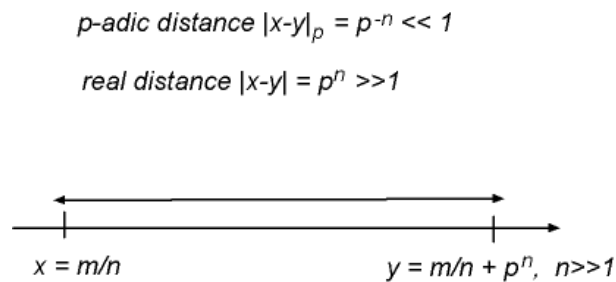 p-adic distance |x-y|ₚ = p⁻ⁿ << 1
real distance |x-y| = pⁿ >>1
x = m/n
y = m/n + pⁿ, n>>1